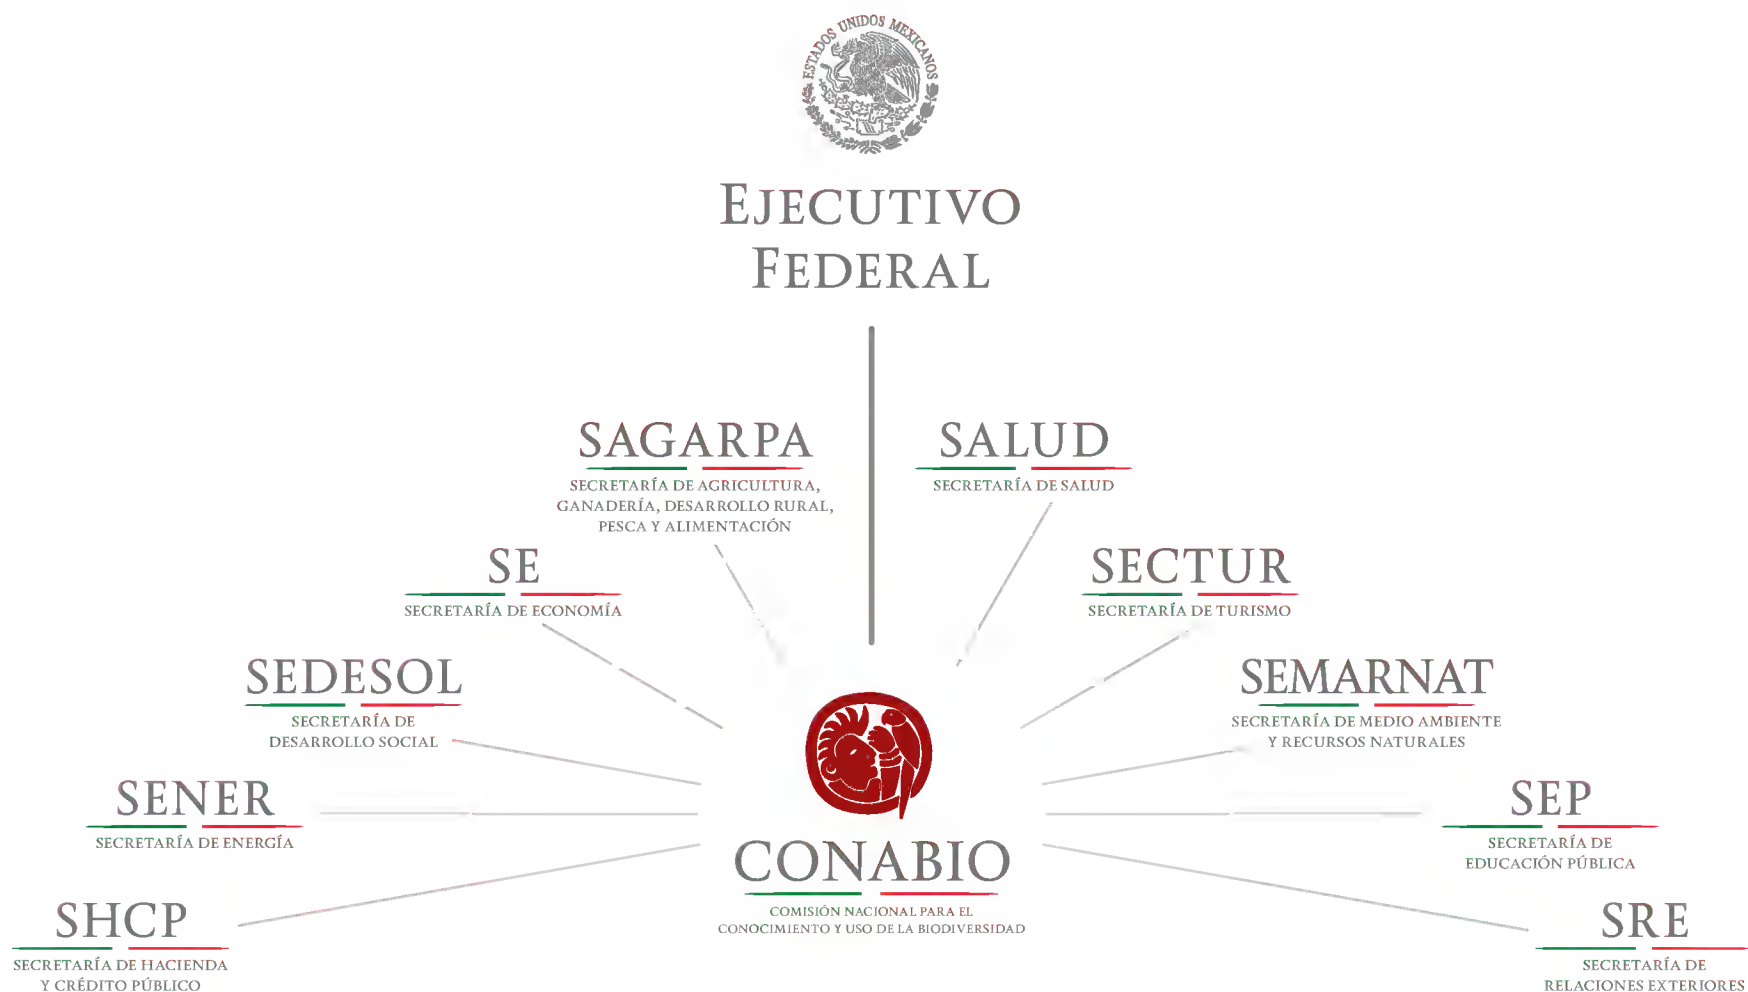 ESTADOS UNIDOS MEXICANOS
EJECUTIVO
FEDERAL
SAGARPA
SECRETARÍA DE AGRICULTURA,
GANADERÍA, DESARROLLO RURAL,
PESCA Y ALIMENTACIÓN
SALUD
SECRETARÍA DE SALUD
SE
SECRETARÍA DE ECONOMÍA
SECTUR
SECRETARÍA DE TURISMO
SEDESOL
SECRETARÍA DE
DESARROLLO SOCIAL
SEMARNAT
SECRETARÍA DE MEDIO AMBIENTE
Y RECURSOS NATURALES
SENER
SECRETARÍA DE ENERGÍA
SEP
SECRETARÍA DE
EDUCACIÓN PÚBLICA
CONABIO
COMISIÓN NACIONAL PARA EL
CONOCIMIENTO Y USO DE LA BIODIVERSIDAD
SHCP
SECRETARÍA DE HACIENDA
Y CRÉDITO PÚBLICO
SRE
SECRETARÍA DE
RELACIONES EXTERIORES